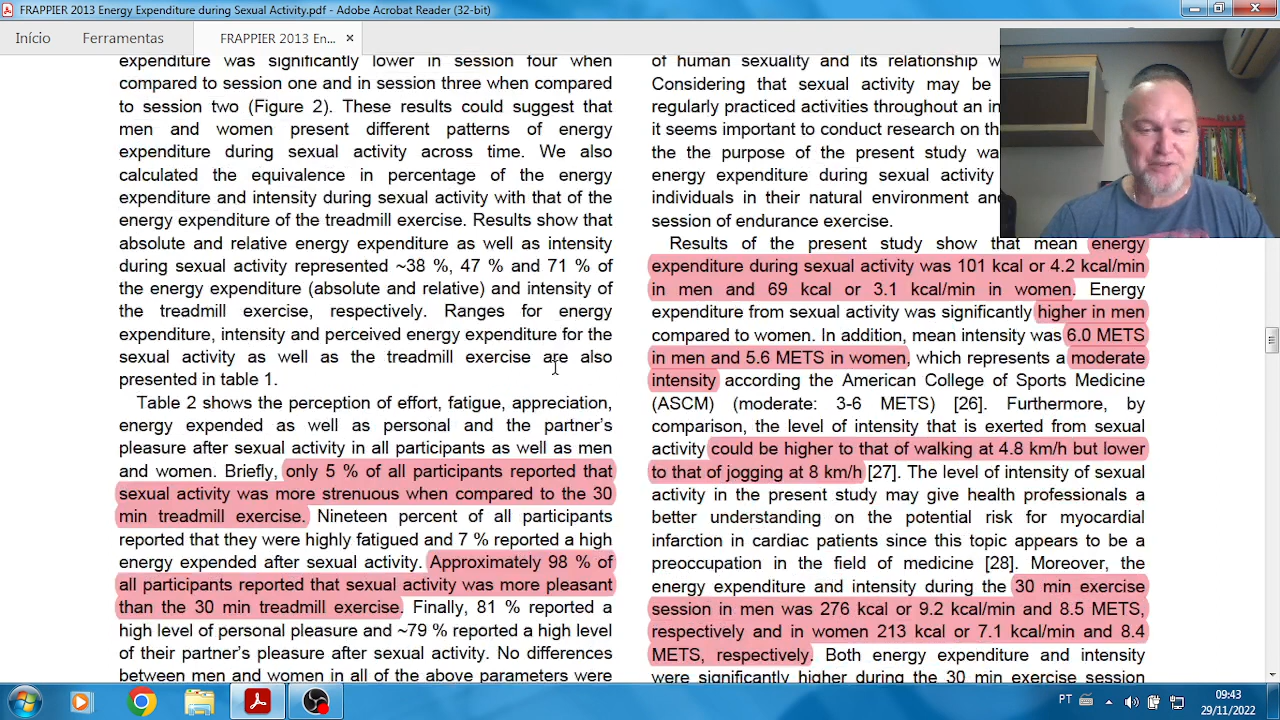 FRAPPIER 2013 Energy Expenditure during Sexual Activity.pdf - Adobe Acrobat Reader (32-bit)
Início
Ferramentas
FRAPPIER 2013 En...
expenditure was significantly lower in session four when
compared to session one and in session three when compared
to session two (Figure 2). These results could suggest that
men and women present different patterns of energy
expenditure during sexual activity across time. We also
calculated the equivalence in percentage of the energy
expenditure and intensity during sexual activity with that of the
energy expenditure of the treadmill exercise. Results show that
absolute and relative energy expenditure as well as intensity
during sexual activity represented ~38 %, 47 % and 71 % of
the energy expenditure (absolute and relative) and intensity of
the treadmill exercise, respectively. Ranges for energy
expenditure, intensity and perceived energy expenditure for the
sexual activity as well as the treadmill exercise are also
presented in table 1.
Table 2 shows the perception of effort, fatigue, appreciation,
energy expended as well as personal and the partner's
pleasure after sexual activity in all participants as well as men
and women. Briefly, only 5 % of all participants reported that
sexual activity was more strenuous when compared to the 30
min treadmill exercise. Nineteen percent of all participants
reported that they were highly fatigued and 7 % reported a high
energy expended after sexual activity. Approximately 98 % of
all participants reported that sexual activity was more pleasant
than the 30 min treadmill exercise. Finally, 81 % reported a
high level of personal pleasure and ~79 % reported a high level
of their partner's pleasure after sexual activity. No differences
between men and women in all of the above parameters were
of human sexuality and its relationship w
Considering that sexual activity may be
regularly practiced activities throughout an in
it seems important to conduct research on th
the the purpose of the present study wa
energy expenditure during sexual activity
individuals in their natural environment and
session of endurance exercise.
Results of the present study show that mean energy
expenditure during sexual activity was 101 kcal or 4.2 kcal/min
in men and 69 kcal or 3.1 kcal/min in women. Energy
expenditure from sexual activity was significantly higher in men
compared to women. In addition, mean intensity was 6.0 METS
in men and 5.6 METS in women, which represents a moderate
intensity according the American College of Sports Medicine
(ASCM) (moderate: 3-6 METS) [26]. Furthermore, by
comparison, the level of intensity that is exerted from sexual
activity could be higher to that of walking at 4.8 km/h but lower
to that of jogging at 8 km/h [27]. The level of intensity of sexual
activity in the present study may give health professionals a
better understanding on the potential risk for myocardial
infarction in cardiac patients since this topic appears to be a
preoccupation in the field of medicine [28]. Moreover, the
energy expenditure and intensity during the 30 min exercise
session in men was 276 kcal or 9.2 kcal/min and 8.5 METS,
respectively and in women 213 kcal or 7.1 kcal/min and 8.4
METS, respectively. Both energy expenditure and intensity
were significantly higher during the 30 min exercise session
PT
09:43
29/11/2022